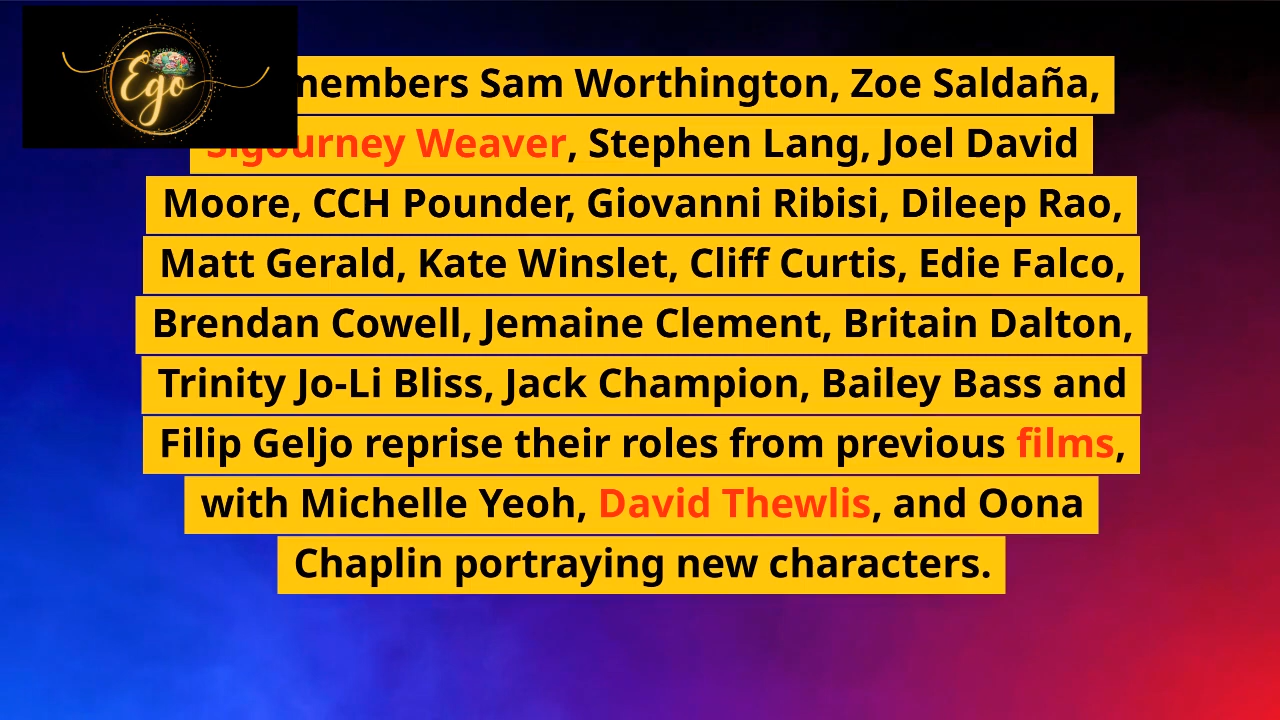 Ego
members Sam Worthington, Zoe Saldaña,
Sigourney Weaver, Stephen Lang, Joel David
Moore, CCH Pounder, Giovanni Ribisi, Dileep Rao,
Matt Gerald, Kate Winslet, Cliff Curtis, Edie Falco,
Brendan Cowell, Jemaine Clement, Britain Dalton,
Trinity Jo-Li Bliss, Jack Champion, Bailey Bass and
Filip Geljo reprise their roles from previous films,
with Michelle Yeoh, David Thewlis, and Oona
Chaplin portraying new characters.